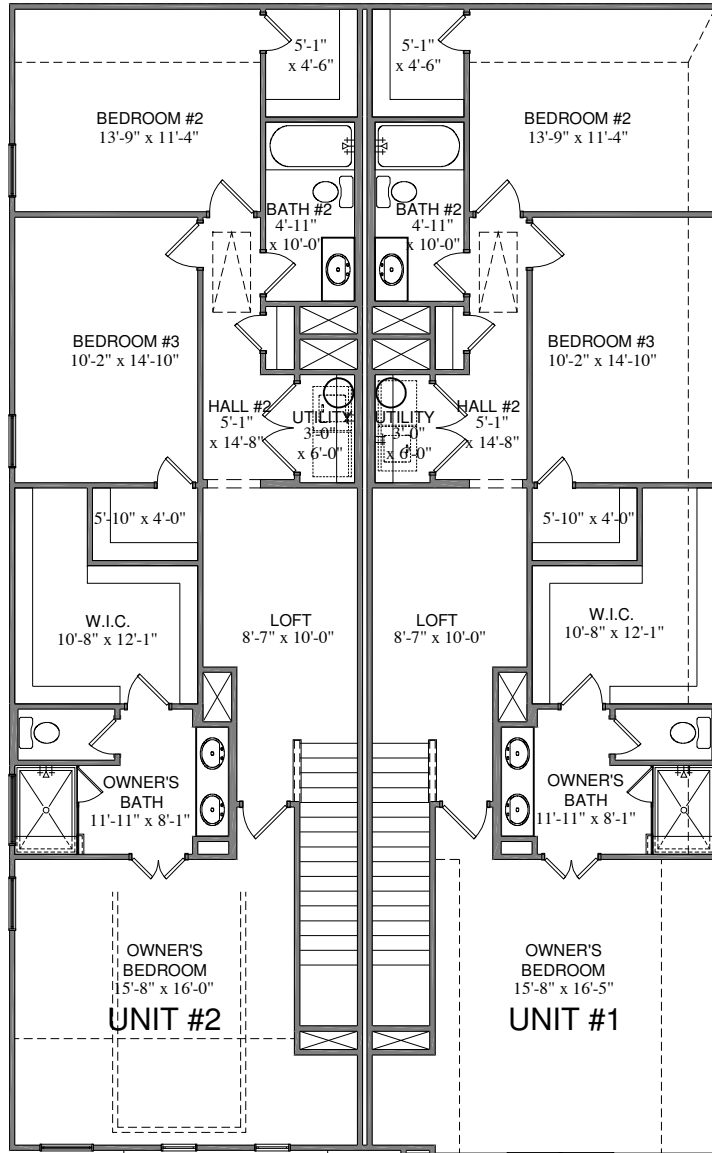 5'-1"
x 4'-6"
5'-1"
x 4'-6"
BEDROOM #2
13'-9" x 11'-4"
BEDROOM #2
13'-9" x 11'-4"
BATH #2
4'-11"
x 10'-0"
BATH #2
4'-11"
x 10'-0"
BEDROOM #3
10'-2" x 14'-10"
BEDROOM #3
10'-2" x 14'-10"
HALL #2
5'-1"
x 14'-8"
UTILITY
3'-0"
x 6'-0"
UTILITY
3'-0"
x 6'-0"
HALL #2
5'-1"
x 14'-8"
5'-10" x 4'-0"
5'-10" x 4'-0"
W.I.C.
10'-8" x 12'-1"
LOFT
8'-7" x 10'-0"
LOFT
8'-7" x 10'-0"
W.I.C.
10'-8" x 12'-1"
OWNER'S
BATH
11'-11" x 8'-1"
OWNER'S
BATH
11'-11" x 8'-1"
OWNER'S
BEDROOM
15'-8" x 16'-0"
UNIT #2
OWNER'S
BEDROOM
15'-8" x 16'-5"
UNIT #1